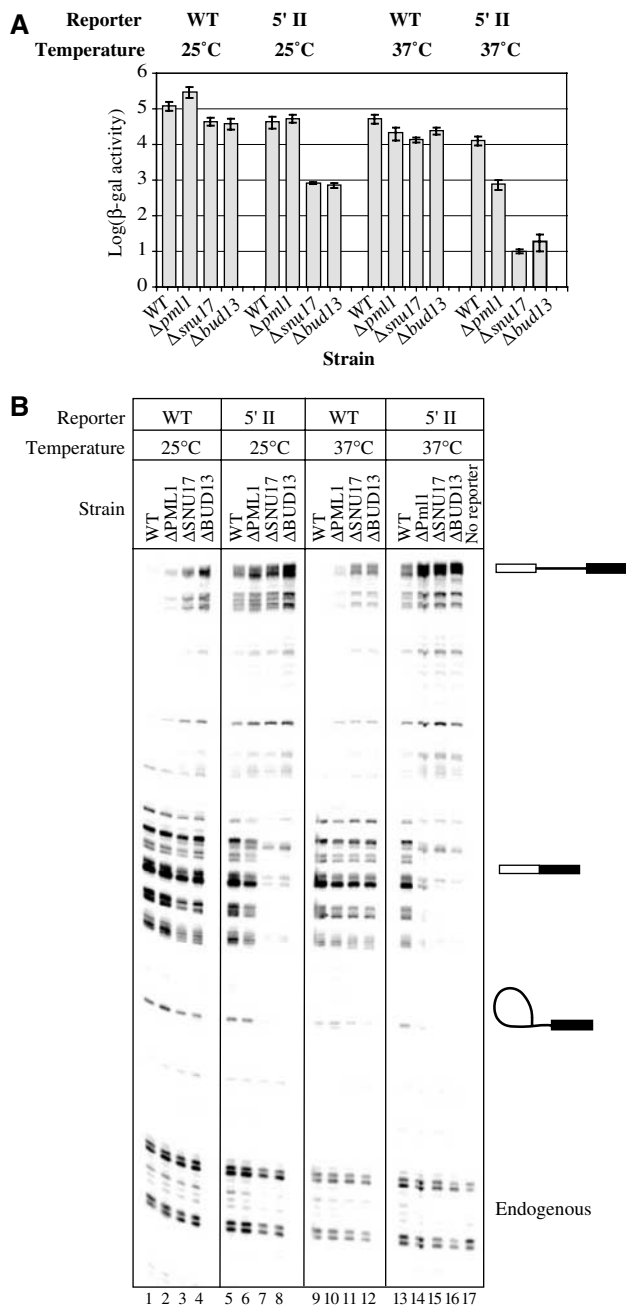 A
Reporter WT 5' II WT 5' II
Temperature 25˚C 25˚C 37˚C 37˚C
Log(β-gal activity)
6
5
4
3
2
1
0
WT Δpml1 Δsnu17 Δbud13 WT Δpml1 Δsnu17 Δbud13 WT Δpml1 Δsnu17 Δbud13 WT Δpml1 Δsnu17 Δbud13
Strain
B
Reporter WT 5' II WT 5' II
Temperature 25°C 25°C 37°C 37°C
Strain WT ΔPML1 ΔSNU17 ΔBUD13 WT ΔPML1 ΔSNU17 ΔBUD13 WT ΔPML1 ΔSNU17 ΔBUD13 WT ΔPml1 ΔSNU17 ΔBUD13 No reporter
Endogenous
1 2 3 4 5 6 7 8 9 10 11 12 13 14 15 16 17